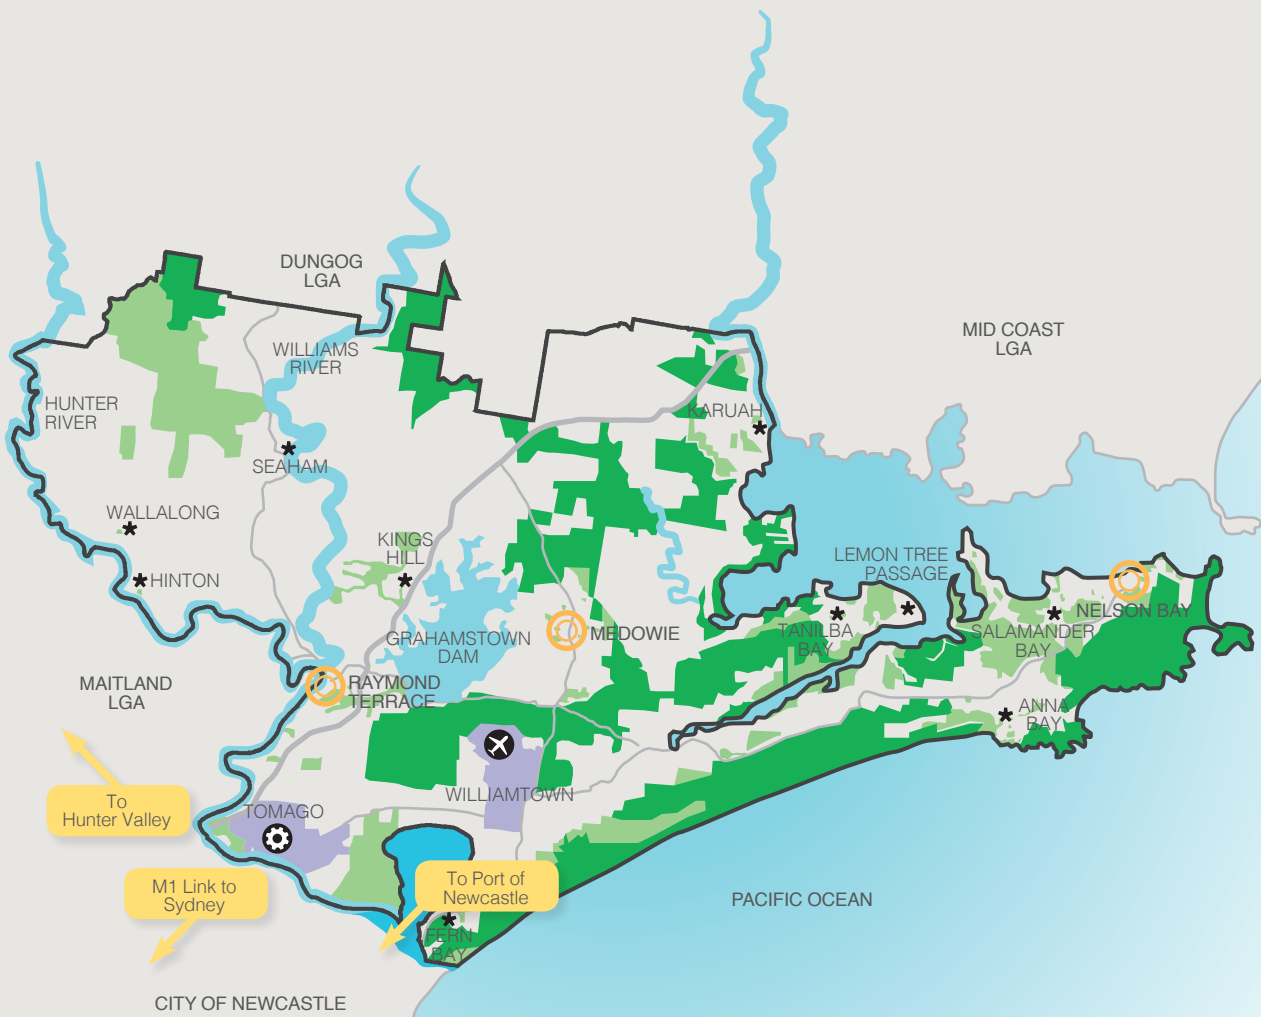 DUNGOG
LGA
MID COAST
LGA
WILLIAMS
RIVER
HUNTER
RIVER
KARUAH
SEAHAM
WALLALONG
KINGS
HILL
LEMON TREE
PASSAGE
HINTON
NELSON BAY
GRAHAMSTOWN
DAM
MEDOWIE
TANILBA
BAY
SALAMANDER
BAY
MAITLAND
LGA
RAYMOND
TERRACE
ANNA
BAY
WILLIAMTOWN
To
Hunter Valley
TOMAGO
M1 Link to
Sydney
To Port of
Newcastle
PACIFIC OCEAN
FERN
BAY
CITY OF NEWCASTLE